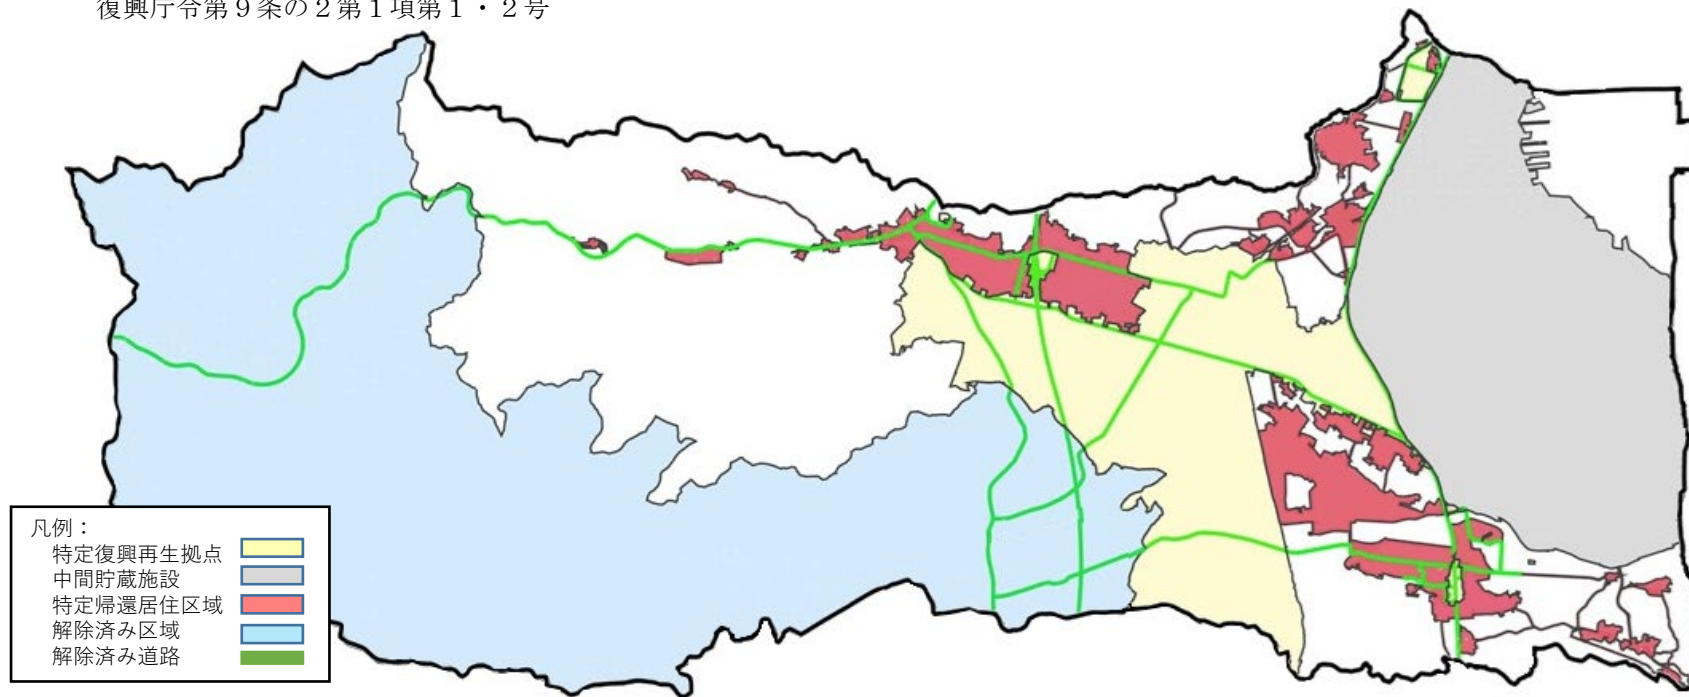 復興庁令第９条の２第１項第１・２号
凡例：
特定復興再生拠点
中間貯蔵施設
特定帰還居住区域
解除済み区域
解除済み道路